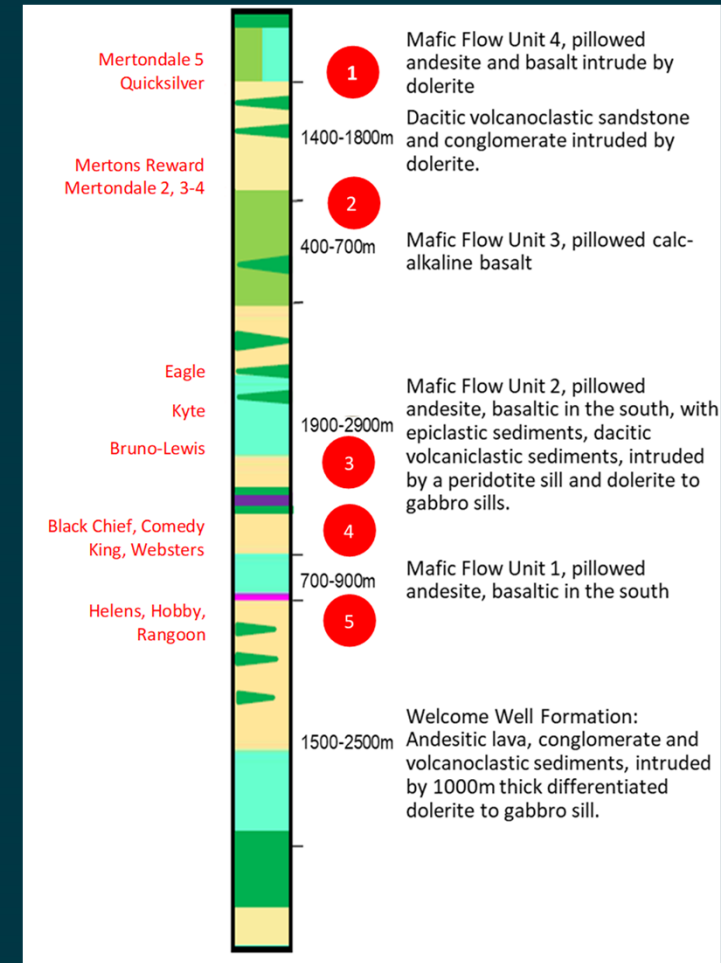 Mertondale 5
Quicksilver
1
Mafic Flow Unit 4, pillowed
andesite and basalt intrude by
dolerite
1400-1800m
Dacitic volcanoclastic sandstone
and conglomerate intruded by
dolerite.
Mertons Reward
Mertondale 2, 3-4
2
400-700m
Mafic Flow Unit 3, pillowed calc-
alkaline basalt
Eagle
Kyte
Bruno-Lewis
1900-2900m
Mafic Flow Unit 2, pillowed
andesite, basaltic in the south, with
epiclastic sediments, dacitic
volcaniclastic sediments, intruded
by a peridotite sill and dolerite to
gabbro sills.
3
Black Chief, Comedy
King, Websters
4
700-900m
Mafic Flow Unit 1, pillowed
andesite, basaltic in the south
Helens, Hobby,
Rangoon
5
1500-2500m
Welcome Well Formation:
Andesitic lava, conglomerate and
volcanoclastic sediments, intruded
by 1000m thick differentiated
dolerite to gabbro sill.